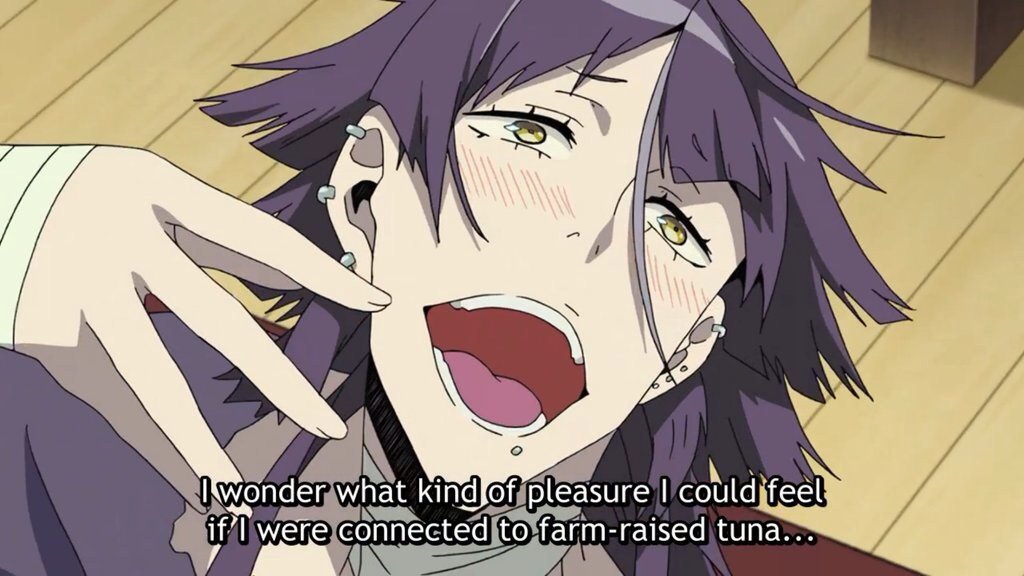 I wonder what kind of pleasure I could feel
if I were connected to farm-raised tuna...